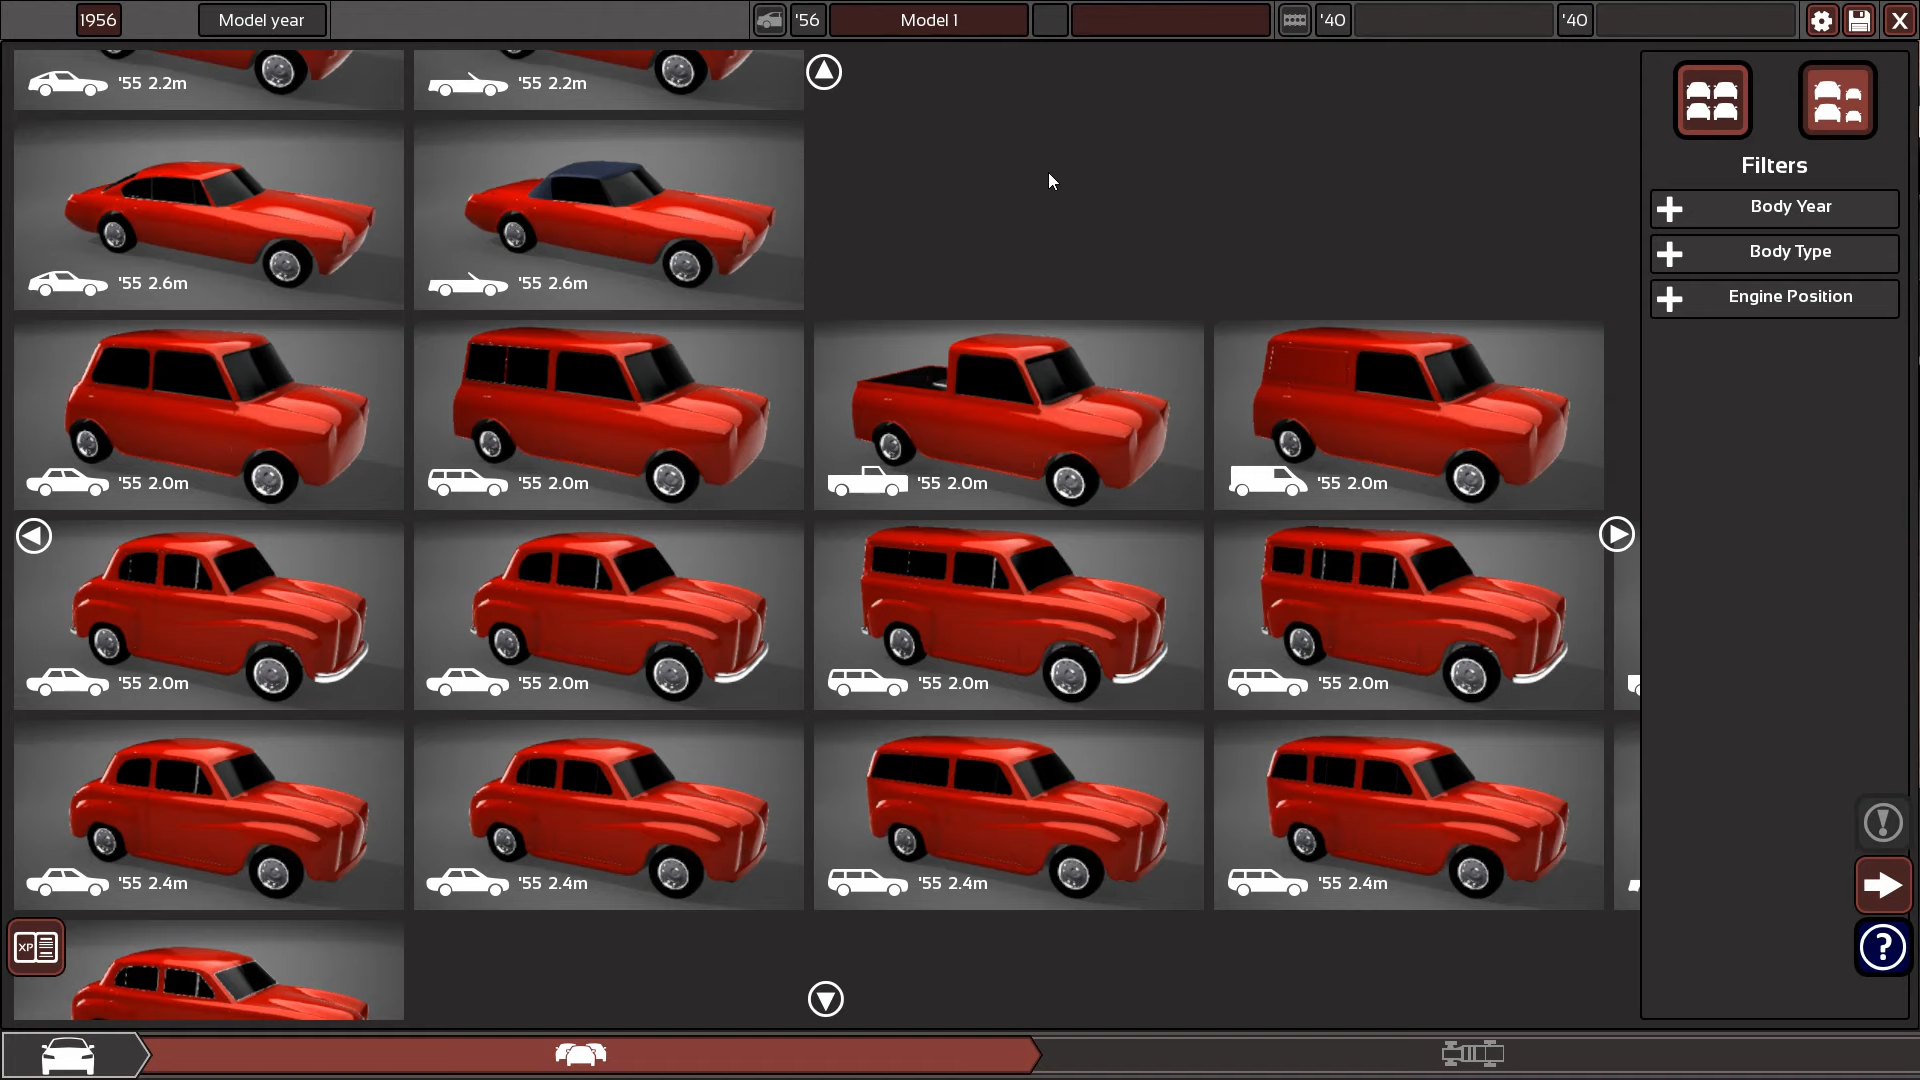 1956 Model year '56 Model 1 '40 '40
'55 2.2m '55 2.2m
Filters
Body Year
Body Type
Engine Position
'55 2.6m '55 2.6m
'55 2.0m '55 2.0m '55 2.0m '55 2.0m
'55 2.0m '55 2.0m '55 2.0m '55 2.0m
'55 2.4m '55 2.4m '55 2.4m '55 2.4m
XP